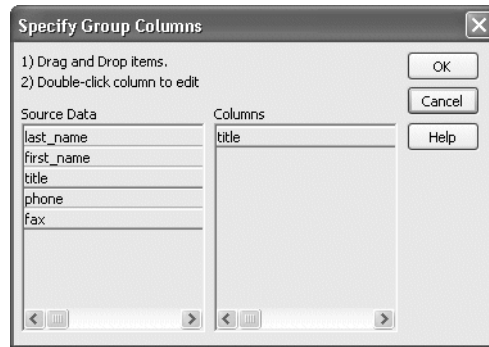 Specify Group Columns
1) Drag and Drop items.
2) Double-click column to edit
OK
Cancel
Help
Source Data
last_name
first_name
title
phone
fax
Columns
title